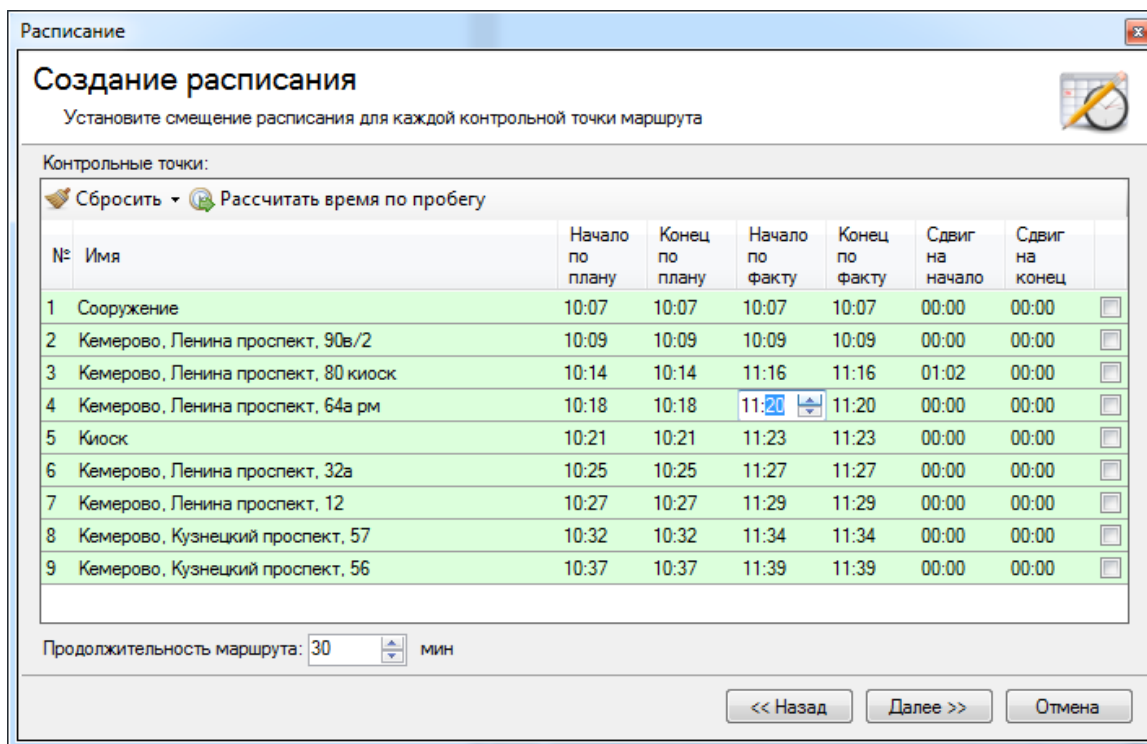 Расписание
Создание расписания
Установите смещение расписания для каждой контрольной точки маршрута
Контрольные точки:
Сбросить Рассчитать время по пробегу
№ Имя Начало по плану Конец по плану Начало по факту Конец по факту Сдвиг на начало Сдвиг на конец
1 Сооружение 10:07 10:07 10:07 10:07 00:00 00:00
2 Кемерово, Ленина проспект, 90в/2 10:09 10:09 10:09 10:09 00:00 00:00
3 Кемерово, Ленина проспект, 80 киоск 10:14 10:14 11:16 11:16 01:02 00:00
4 Кемерово, Ленина проспект, 64а рм 10:18 10:18 11:20 11:20 00:00 00:00
5 Киоск 10:21 10:21 11:23 11:23 00:00 00:00
6 Кемерово, Ленина проспект, 32а 10:25 10:25 11:27 11:27 00:00 00:00
7 Кемерово, Ленина проспект, 12 10:27 10:27 11:29 11:29 00:00 00:00
8 Кемерово, Кузнецкий проспект, 57 10:32 10:32 11:34 11:34 00:00 00:00
9 Кемерово, Кузнецкий проспект, 56 10:37 10:37 11:39 11:39 00:00 00:00
Продолжительность маршрута: 30 мин
<< Назад Далее >> Отмена